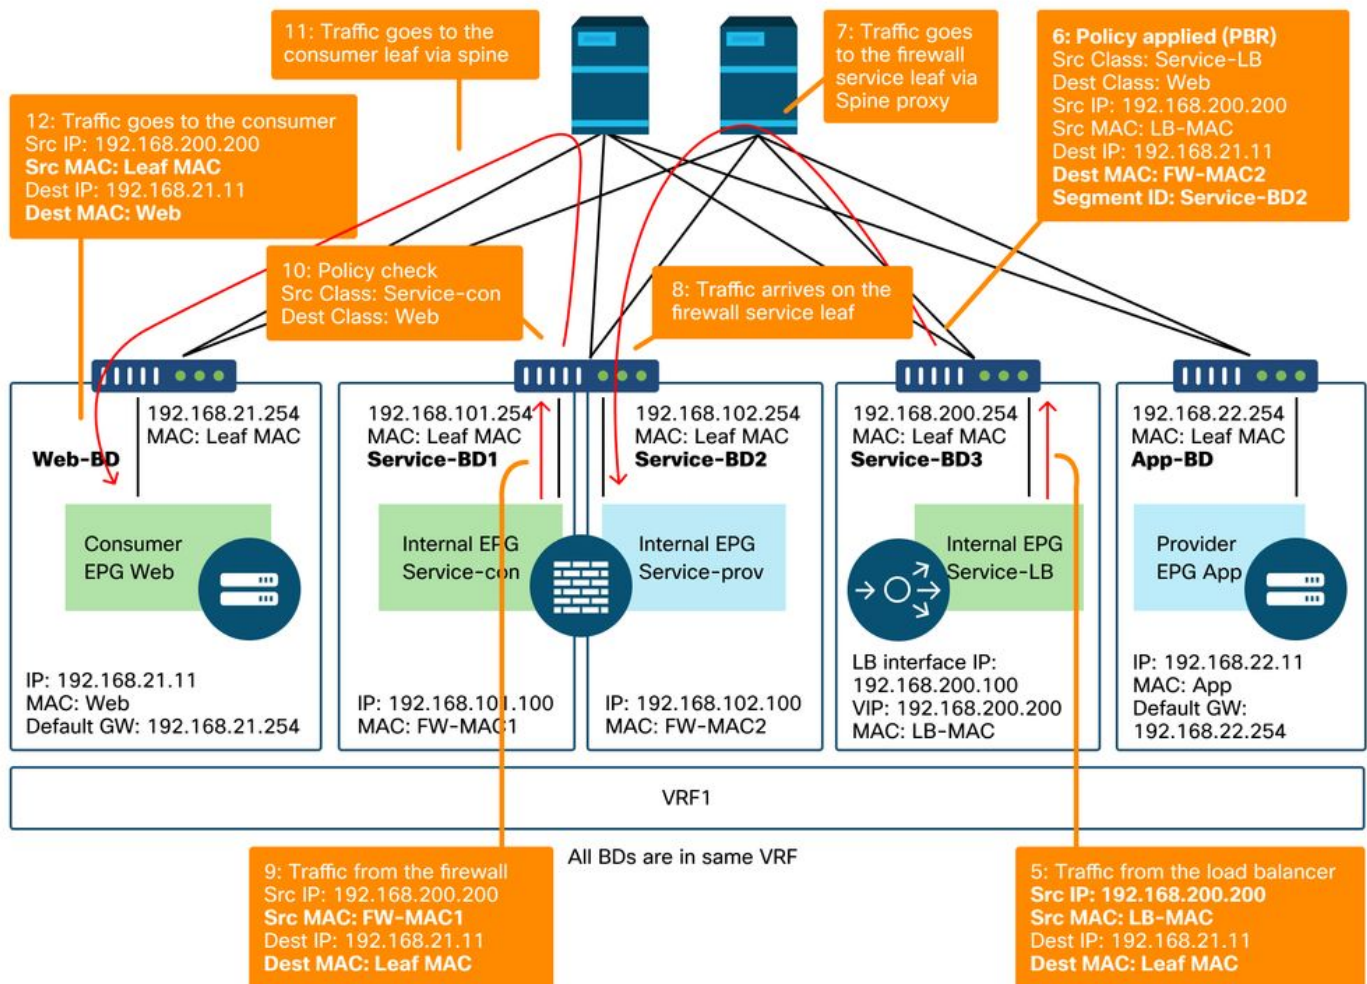 11: Traffic goes to the
consumer leaf via spine
7: Traffic goes
to the firewall
service leaf via
Spine proxy
6: Policy applied (PBR)
Src Class: Service-LB
Dest Class: Web
Src IP: 192.168.200.200
Src MAC: LB-MAC
Dest IP: 192.168.21.11
Dest MAC: FW-MAC2
Segment ID: Service-BD2
12: Traffic goes to the consumer
Src IP: 192.168.200.200
Src MAC: Leaf MAC
Dest IP: 192.168.21.11
Dest MAC: Web
10: Policy check
Src Class: Service-con
Dest Class: Web
8: Traffic arrives on the
firewall service leaf
192.168.21.254
MAC: Leaf MAC
Web-BD
Consumer
EPG Web
IP: 192.168.21.11
MAC: Web
Default GW: 192.168.21.254
192.168.101.254
MAC: Leaf MAC
Service-BD1
Internal EPG
Service-con
IP: 192.168.101.100
MAC: FW-MAC1
192.168.102.254
MAC: Leaf MAC
Service-BD2
Internal EPG
Service-prov
IP: 192.168.102.100
MAC: FW-MAC2
192.168.200.254
MAC: Leaf MAC
Service-BD3
Internal EPG
Service-LB
LB interface IP:
192.168.200.100
VIP: 192.168.200.200
MAC: LB-MAC
192.168.22.254
MAC: Leaf MAC
App-BD
Provider
EPG App
IP: 192.168.22.11
MAC: App
Default GW:
192.168.22.254
VRF1
All BDs are in same VRF
9: Traffic from the firewall
Src IP: 192.168.200.200
Src MAC: FW-MAC1
Dest IP: 192.168.21.11
Dest MAC: Leaf MAC
5: Traffic from the load balancer
Src IP: 192.168.200.200
Src MAC: LB-MAC
Dest IP: 192.168.21.11
Dest MAC: Leaf MAC